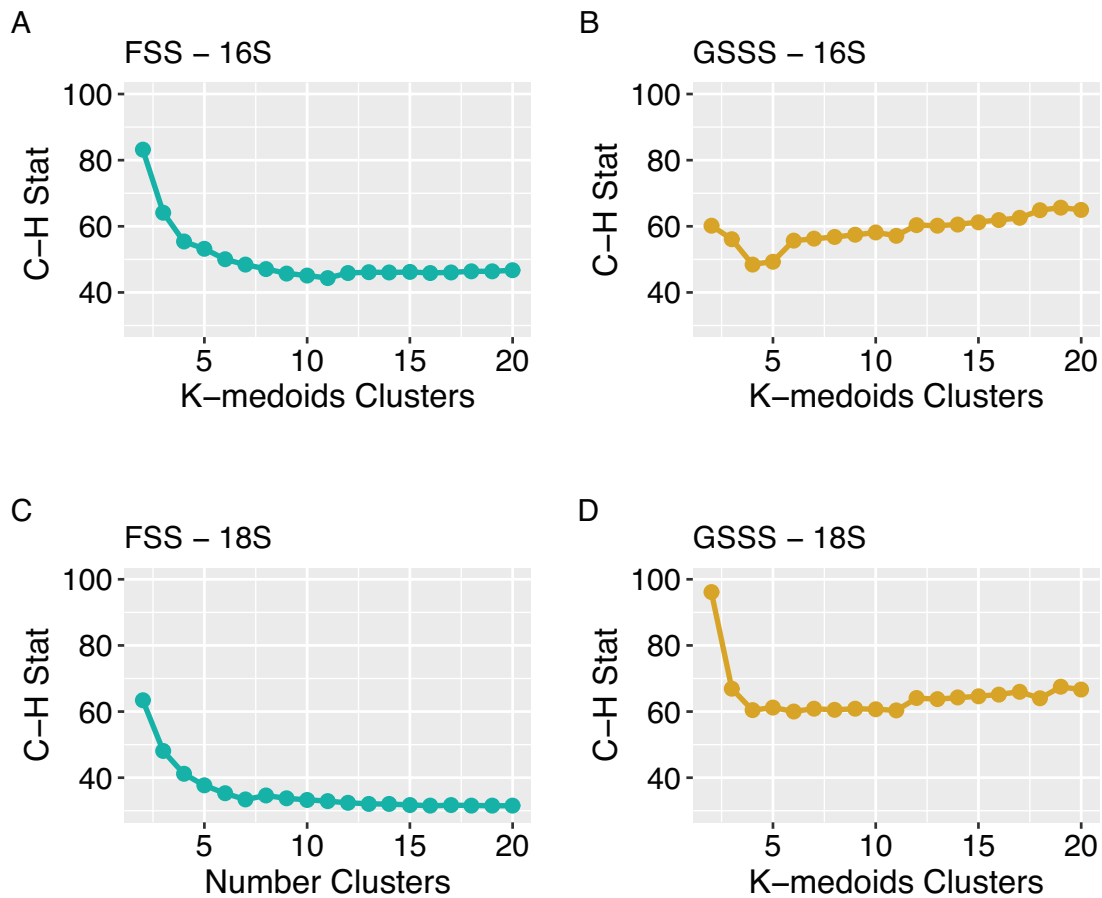 A
FSS − 16S
100
80
60
40
C−H Stat
5 10 15 20
K−medoids Clusters
B
GSSS − 16S
100
80
60
40
C−H Stat
5 10 15 20
K−medoids Clusters
C
FSS − 18S
100
80
60
40
C−H Stat
5 10 15 20
Number Clusters
D
GSSS − 18S
100
80
60
40
C−H Stat
5 10 15 20
K−medoids Clusters